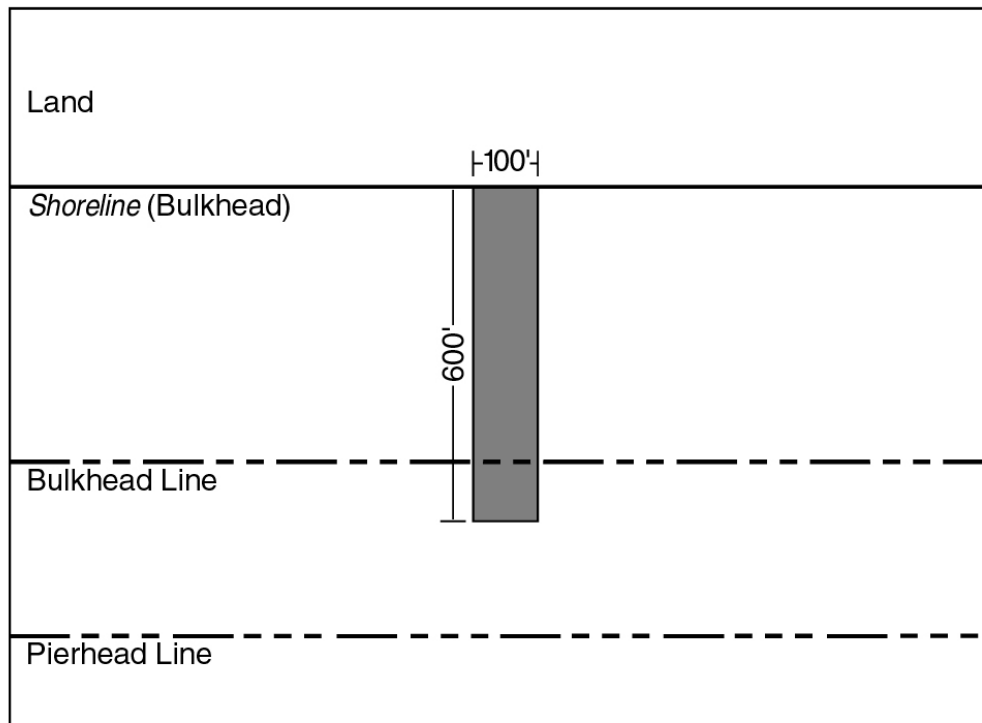 Land
100'
Shoreline (Bulkhead)
600'
Bulkhead Line
Pierhead Line